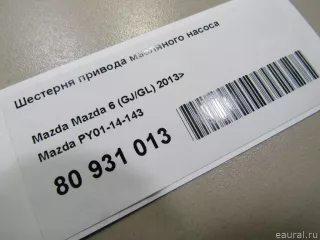 Шестерня привода масляного насоса
Mazda Mazda 6 (GJ/GL) 2013>
Mazda PY01-14-143
80 931 013
eaural.ru